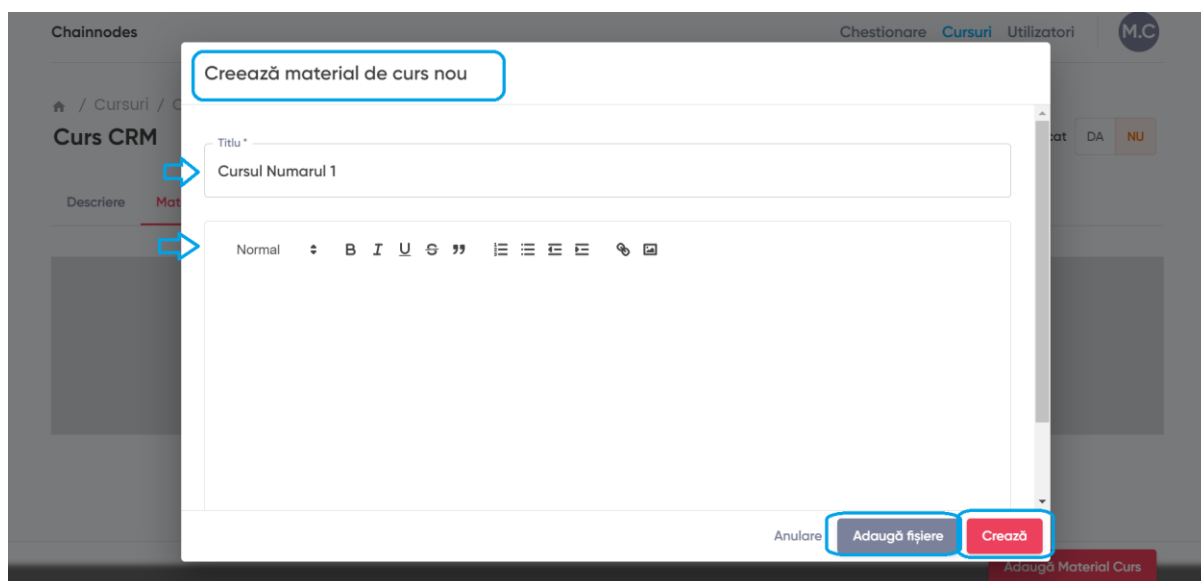 Chainnodes
Chestionare Cursuri Utilizatori M.C
Creează material de curs nou
/ Cursuri / C
Curs CRM
cat DA NU
Titlu *
Cursul Numarul 1
Descriere Mat
Normal B I U S
Anulare Adaugă fișiere Crează
Adaugă Material Curs